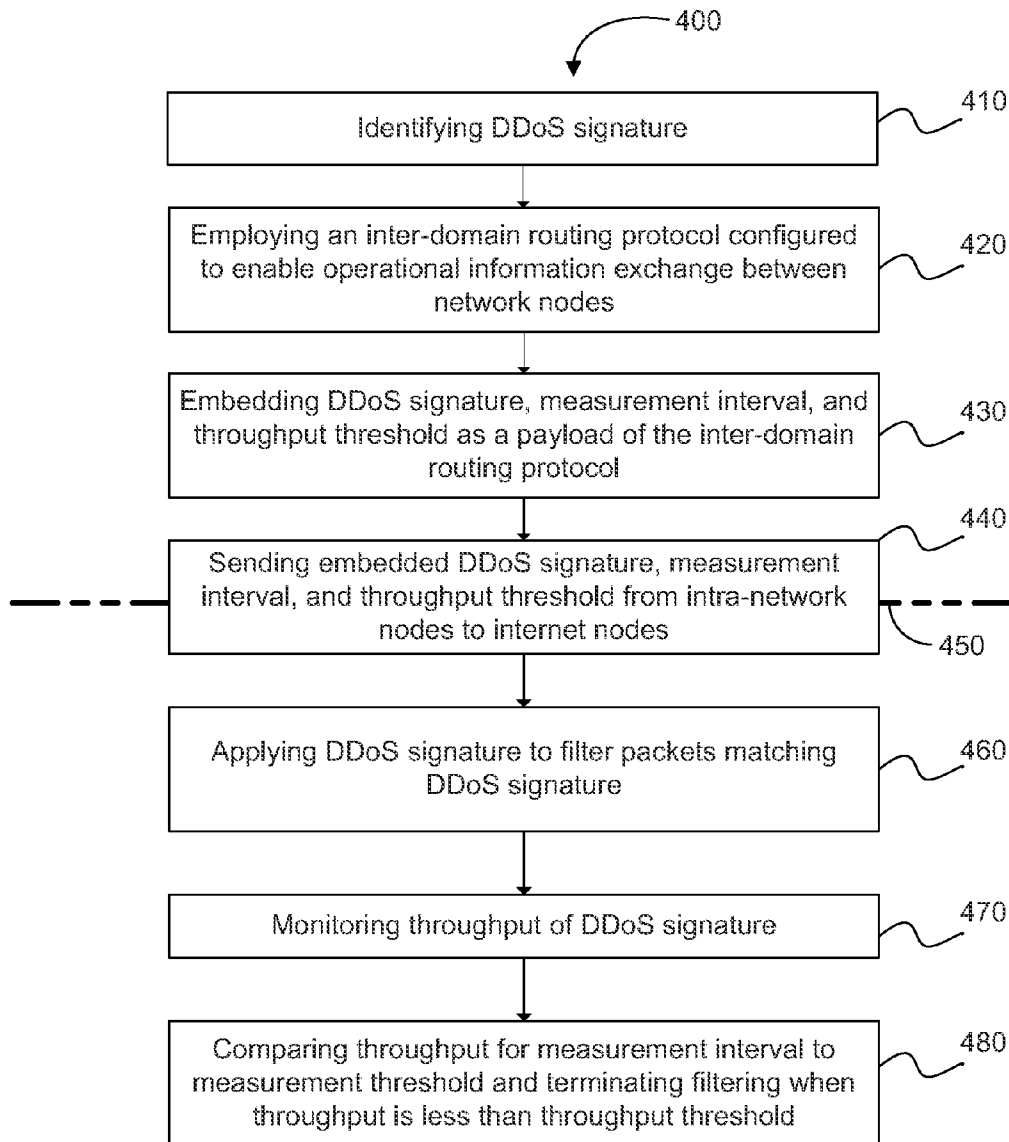 400
Identifying DDoS signature
410
Employing an inter-domain routing protocol configured
to enable operational information exchange between
network nodes
420
Embedding DDoS signature, measurement interval, and
throughput threshold as a payload of the inter-domain
routing protocol
430
Sending embedded DDoS signature, measurement
interval, and throughput threshold from intra-network
nodes to internet nodes
440
450
Applying DDoS signature to filter packets matching
DDoS signature
460
Monitoring throughput of DDoS signature
470
Comparing throughput for measurement interval to
measurement threshold and terminating filtering when
throughput is less than throughput threshold
480